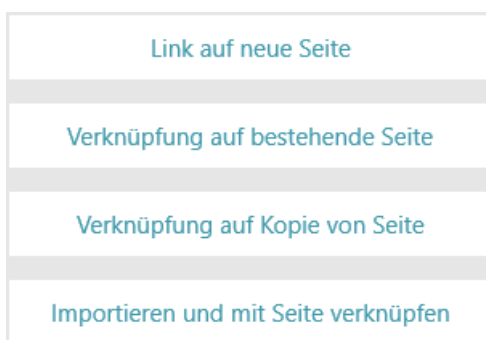 Link auf neue Seite
Verknüpfung auf bestehende Seite
Verknüpfung auf Kopie von Seite
Importieren und mit Seite verknüpfen